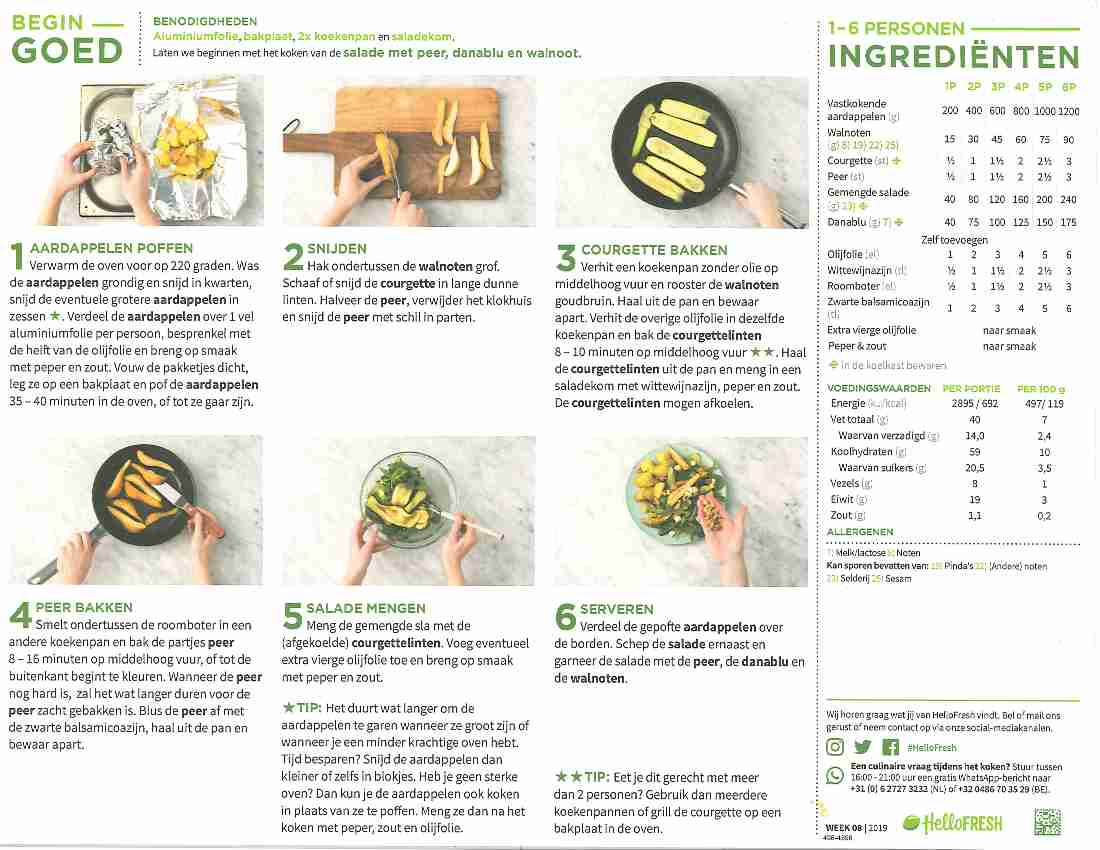 BEGIN
GOED
BENODIGDHEDEN
Aluminiumfolie, bakplaat, 2x koekenpan en saladekom,
Laten we beginnen met het koken van de salade met peer, danablu en walnoot.
1 AARDAPPELEN POFFEN
Verwarm de oven voor op 220 graden. Was
de aardappelen grondig en snijd in kwarten,
snijd de eventuele grotere aardappelen in
zessen ★. Verdeel de aardappelen over 1 vel
aluminiumfolie per persoon, besprenkel met
de helft van de olijfolie en breng op smaak
met peper en zout. Vouw de pakketjes dicht,
leg ze op een bakplaat en pof de aardappelen
35 – 40 minuten in de oven, of tot ze gaar zijn.
2 SNIJDEN
Hak ondertussen de walnoten grof.
Schaaf of snijd de courgette in lange dunne
linten. Halveer de peer, verwijder het klokhuis
en snijd de peer met schil in parten.
3 COURGETTE BAKKEN
Verhit een koekenpan zonder olie op
middelhoog vuur en rooster de walnoten
goudbruin. Haal uit de pan en bewaar
apart. Verhit de overige olijfolie in dezelfde
koekenpan en bak de courgettelinten
8 – 10 minuten op middelhoog vuur ★★. Haal
de courgettelinten uit de pan en meng in een
saladekom met wittewijnazijn, peper en zout.
De courgettelinten mogen afkoelen.
4 PEER BAKKEN
Smelt ondertussen de roomboter in een
andere koekenpan en bak de partjes peer
8 – 16 minuten op middelhoog vuur, of tot de
buitenkant begint te kleuren. Wanneer de peer
nog hard is, zal het wat langer duren voor de
peer zacht gebakken is. Blus de peer af met
de zwarte balsamicoazijn, haal uit de pan en
bewaar apart.
5 SALADE MENGEN
Meng de gemengde sla met de
(afgekoelde) courgettelinten. Voeg eventueel
extra vierge olijfolie toe en breng op smaak
met peper en zout.
★TIP: Het duurt wat langer om de
aardappelen te garen wanneer ze groot zijn of
wanneer je een minder krachtige oven hebt.
Tijd besparen? Snijd de aardappelen dan
kleiner of zelfs in blokjes. Heb je geen sterke
oven? Dan kun je de aardappelen ook koken
in plaats van ze te poffen. Meng ze dan na het
koken met peper, zout en olijfolie.
6 SERVEREN
Verdeel de gepofte aardappelen over
de borden. Schep de salade ernaast en
garneer de salade met de peer, de danablu en
de walnoten.
★★TIP: Eet je dit gerecht met meer
dan 2 personen? Gebruik dan meerdere
koekenpannen of grill de courgette op een
bakplaat in de oven.
1-6 PERSONEN
INGREDIËNTEN
1P 2P 3P 4P 5P 6P
Vastkokende
aardappelen (g) 200 400 600 800 1000 1200
Walnoten
(g) 8) 19) 22) 25) 15 30 45 60 75 90
Courgette (st) ½ 1 1½ 2 2½ 3
Peer (st) ½ 1 1½ 2 2½ 3
Gemengde salade
(g) 23) 40 80 120 160 200 240
Danablu (g) 7) 40 75 100 125 150 175
Zelf toevoegen
Olijfolie (el) 1 2 3 4 5 6
Wittewijnazijn (tl) ½ 1 1½ 2 2½ 3
Roomboter (el) ½ 1 1½ 2 2½ 3
Zwarte balsamicoazijn
(tl) 1 2 3 4 5 6
Extra vierge olijfolie naar smaak
Peper & zout naar smaak
in de koelkast bewaren
VOEDINGSWAARDEN PER PORTIE PER 100 g
Energie (kJ/kcal) 2895 / 692 497/ 119
Vet totaal (g) 40 7
Waarvan verzadigd (g) 14,0 2,4
Koolhydraten (g) 59 10
Waarvan suikers (g) 20,5 3,5
Vezels (g) 8 1
Eiwit (g) 19 3
Zout (g) 1,1 0,2
ALLERGENEN
7) Melk/lactose 8) Noten
Kan sporen bevatten van: 19) Pinda's 22) (Andere) noten
23) Selderij 25) Sesam
Wij horen graag wat jij van HelloFresh vindt. Bel of mail ons
gerust of neem contact op via onze social-mediakanalen.
#HelloFresh
Een culinaire vraag tijdens het koken? Stuur tussen
16:00 - 21:00 uur een gratis WhatsApp-bericht naar
+31 (0) 6 2727 3232 (NL) of +32 0486 70 35 29 (BE).
WEEK 08 | 2019
HelloFRESH